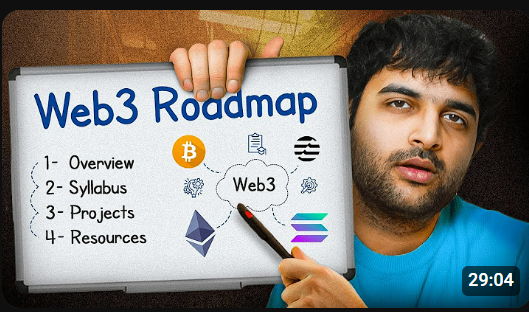 Web3 Roadmap
1- Overview
2- Syllabus
3- Projects
4- Resources
Web3
29:04